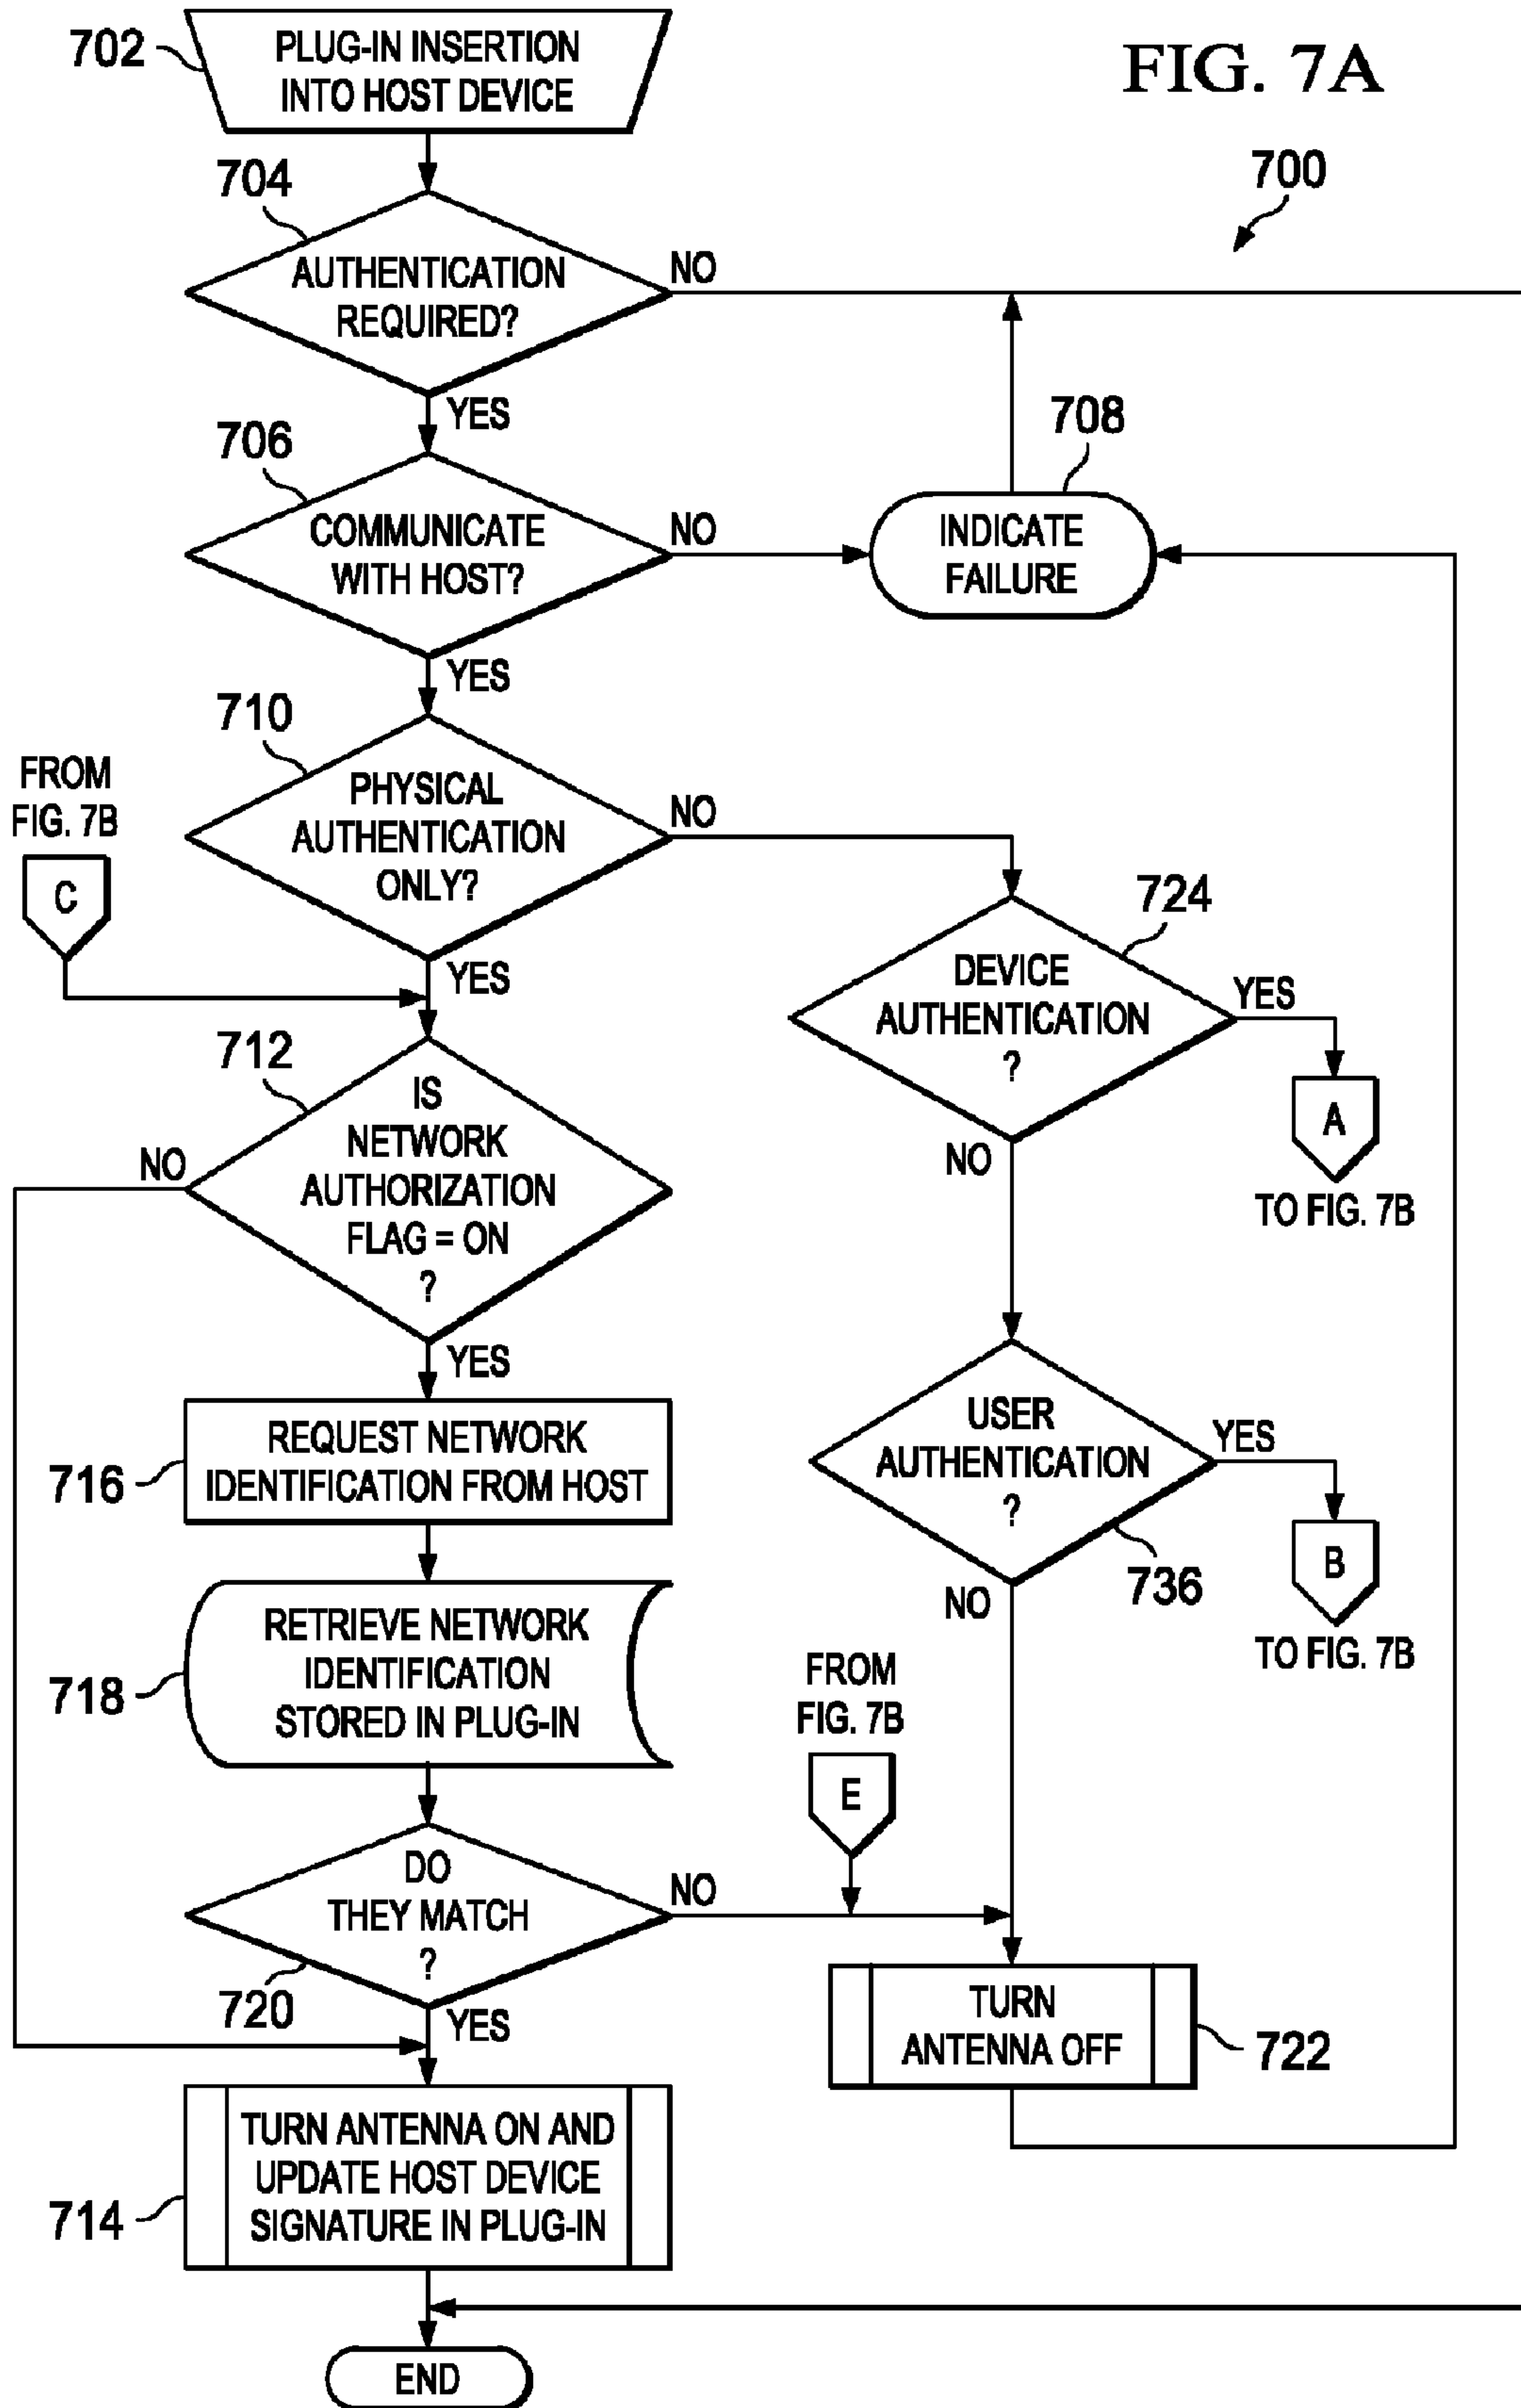 FIG. 7A
700
702
PLUG-IN INSERTION
INTO HOST DEVICE
704
AUTHENTICATION
REQUIRED?
NO
YES
706
COMMUNICATE
WITH HOST?
NO
YES
708
INDICATE
FAILURE
710
PHYSICAL
AUTHENTICATION
ONLY?
NO
YES
FROM
FIG. 7B
C
724
DEVICE
AUTHENTICATION
?
YES
NO
A
TO FIG. 7B
712
IS
NETWORK
AUTHORIZATION
FLAG = ON
?
NO
YES
716
REQUEST NETWORK
IDENTIFICATION FROM HOST
USER
AUTHENTICATION
?
YES
NO
736
B
TO FIG. 7B
718
RETRIEVE NETWORK
IDENTIFICATION
STORED IN PLUG-IN
FROM
FIG. 7B
E
DO
THEY MATCH
?
NO
720
YES
TURN
ANTENNA OFF
722
714
TURN ANTENNA ON AND
UPDATE HOST DEVICE
SIGNATURE IN PLUG-IN
END